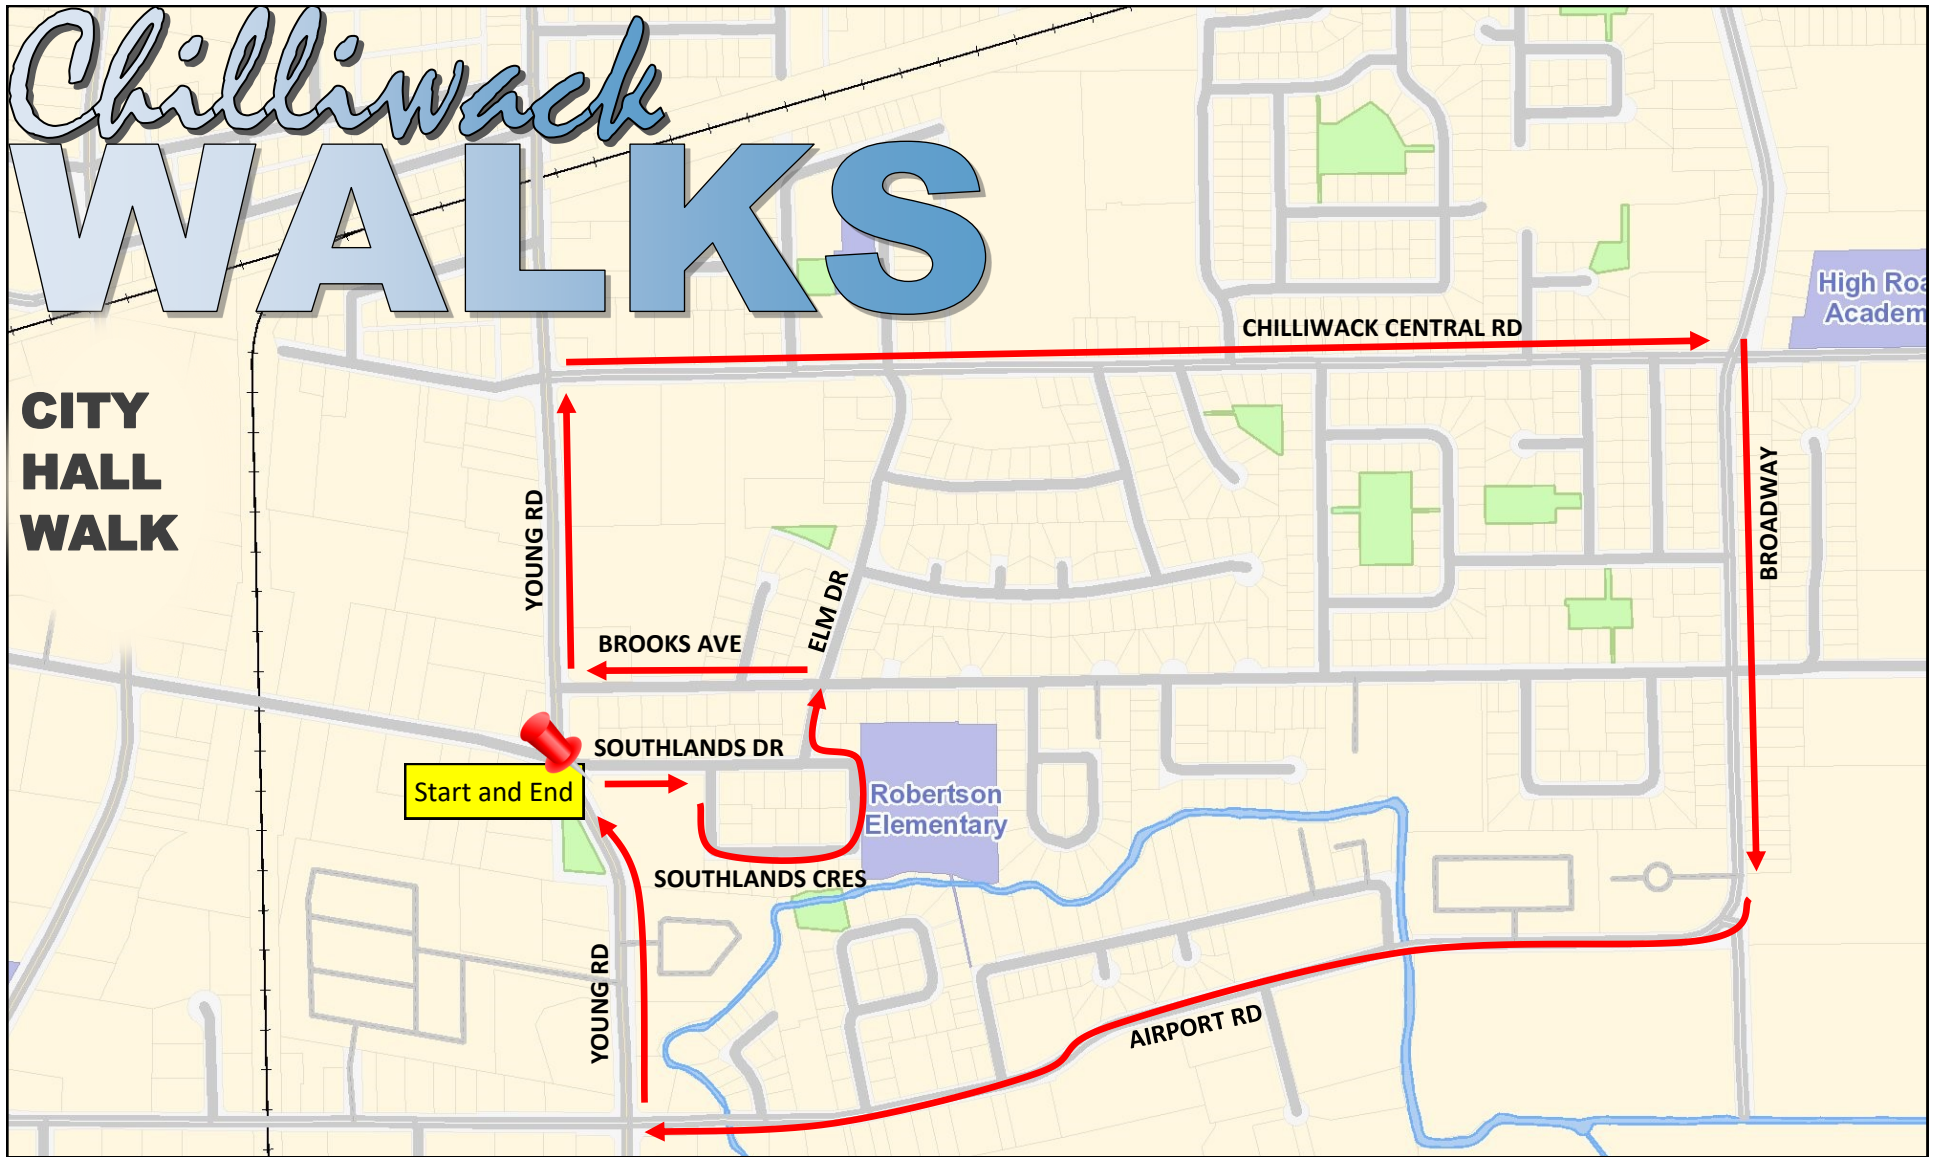 Chilliwack
WALKS
CITY
HALL
WALK
High Roa
Academ
CHILLIWACK CENTRAL RD
YOUNG RD
BROADWAY
ELM DR
BROOKS AVE
SOUTHLANDS DR
Start and End
Robertson
Elementary
SOUTHLANDS CRES
YOUNG RD
AIRPORT RD